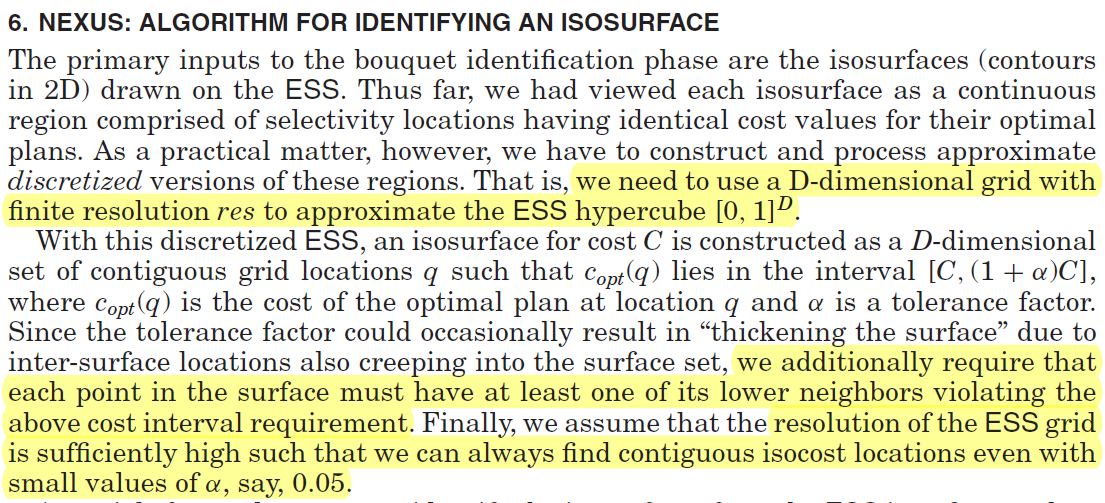 6. NEXUS: ALGORITHM FOR IDENTIFYING AN ISOSURFACE
The primary inputs to the bouquet identification phase are the isosurfaces (contours
in 2D) drawn on the ESS. Thus far, we had viewed each isosurface as a continuous
region comprised of selectivity locations having identical cost values for their optimal
plans. As a practical matter, however, we have to construct and process approximate
discretized versions of these regions. That is, we need to use a D-dimensional grid with
finite resolution res to approximate the ESS hypercube [0, 1]^D.
With this discretized ESS, an isosurface for cost C is constructed as a D-dimensional
set of contiguous grid locations q such that c_opt(q) lies in the interval [C, (1 + α)C],
where c_opt(q) is the cost of the optimal plan at location q and α is a tolerance factor.
Since the tolerance factor could occasionally result in “thickening the surface” due to
inter-surface locations also creeping into the surface set, we additionally require that
each point in the surface must have at least one of its lower neighbors violating the
above cost interval requirement. Finally, we assume that the resolution of the ESS grid
is sufficiently high such that we can always find contiguous isocost locations even with
small values of α, say, 0.05.